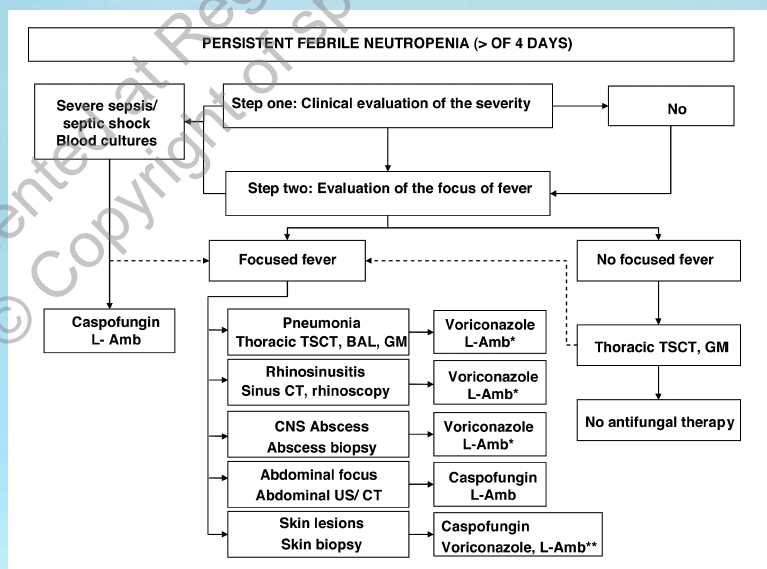 PERSISTENT FEBRILE NEUTROPENIA (> OF 4 DAYS)
Severe sepsis/
septic shock
Blood cultures
Step one: Clinical evaluation of the severity
No
Step two: Evaluation of the focus of fever
Focused fever
No focused fever
Caspofungin
L- Amb
Pneumonia
Thoracic TSCT, BAL, GM
Voriconazole
L-Amb*
Thoracic TSCT, GM
Rhinosinusitis
Sinus CT, rhinoscopy
Voriconazole
L-Amb*
No antifungal therapy
CNS Abscess
Abscess biopsy
Voriconazole
L-Amb*
Abdominal focus
Abdominal US/ CT
Caspofungin
L-Amb
Skin lesions
Skin biopsy
Caspofungin
Voriconazole, L-Amb**
© Copyright of